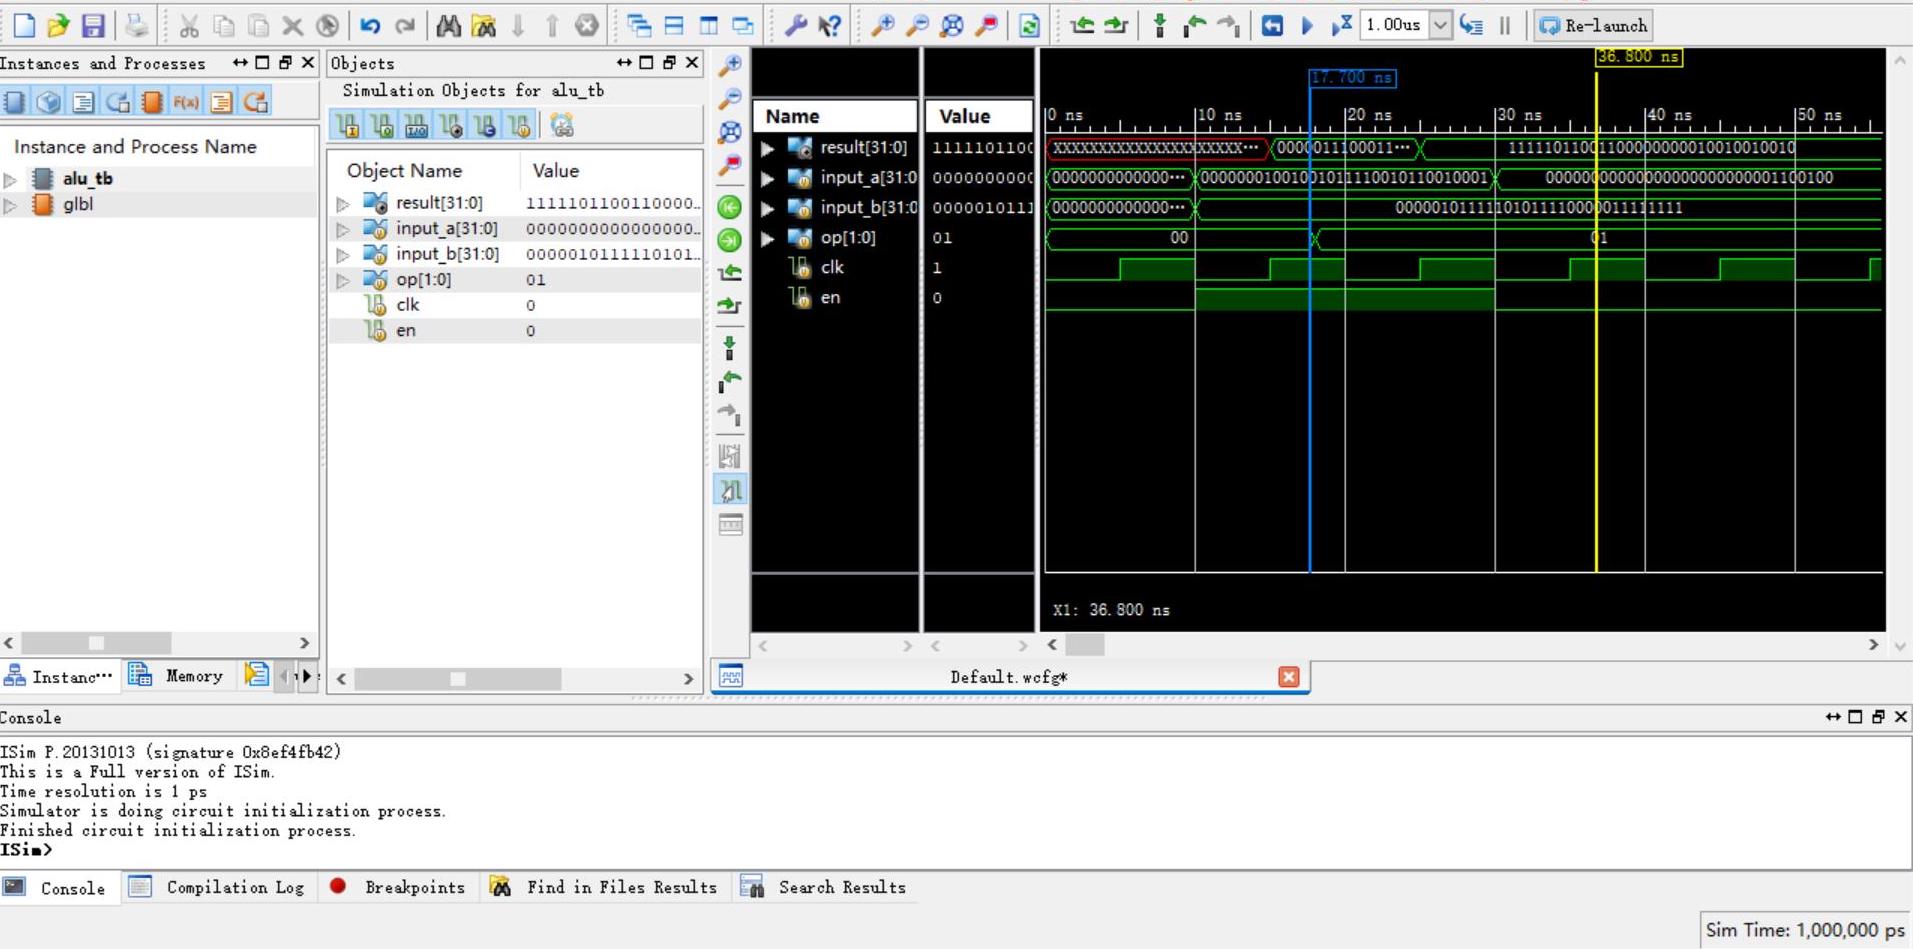 1.00us
Re-launch
Instances and Processes
F(x)
Instance and Process Name
alu_tb
glbl
Instanc···
Memory
Objects
Simulation Objects for alu_tb
I/O
Object Name Value
result[31:0] 1111101100110000..
input_a[31:0] 0000000000000000..
input_b[31:0] 0000010111110101..
op[1:0] 01
clk 0
en 0
36.800 ns
17.700 ns
Name Value
0 ns 10 ns 20 ns 30 ns 40 ns 50 ns
result[31:0] 1111101100 XXXXXXXXXXXXXXXXXXXXX··· 0000011100011··· 11111011001100000000010010010010
input_a[31:0 0000000000 0000000000000··· 00000001001001011110010110010001 00000000000000000000000001100100
input_b[31:0 0000010111 0000000000000··· 00000101111101011110000011111111
op[1:0] 01 00 01
clk 1
en 0
X1: 36.800 ns
Default.wcfg*
Console
ISim P.20131013 (signature 0x8ef4fb42)
This is a Full version of ISim.
Time resolution is 1 ps
Simulator is doing circuit initialization process.
Finished circuit initialization process.
ISim>
Console Compilation Log Breakpoints Find in Files Results Search Results
Sim Time: 1,000,000 ps